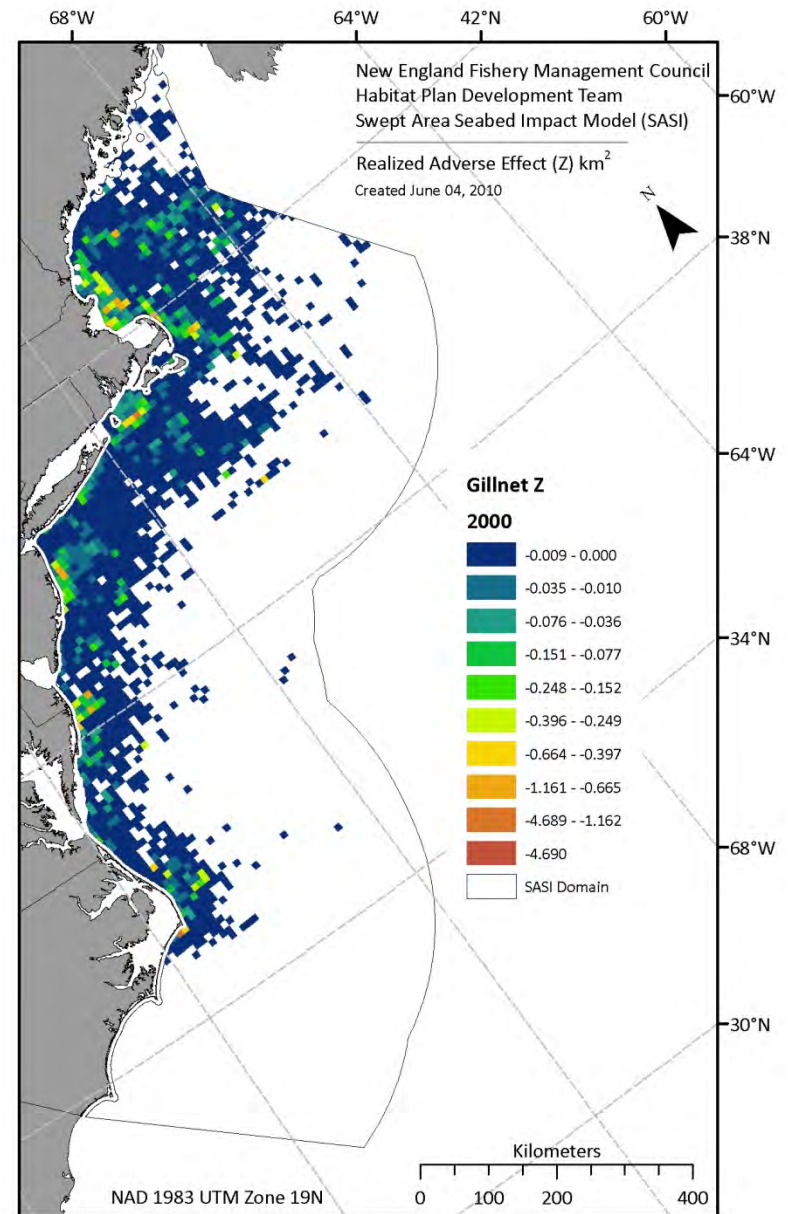 68°W 64°W 42°N 60°W
New England Fishery Management Council
Habitat Plan Development Team
Swept Area Seabed Impact Model (SASI)
Realized Adverse Effect (Z) km²
Created June 04, 2010
60°W
N
38°N
64°W
Gillnet Z
2000
-0.009 - 0.000
-0.035 - -0.010
-0.076 - -0.036
-0.151 - -0.077
-0.248 - -0.152
-0.396 - -0.249
-0.664 - -0.397
-1.161 - -0.665
-4.689 - -1.162
-4.690
SASI Domain
34°N
68°W
30°N
Kilometers
0 100 200 400
NAD 1983 UTM Zone 19N